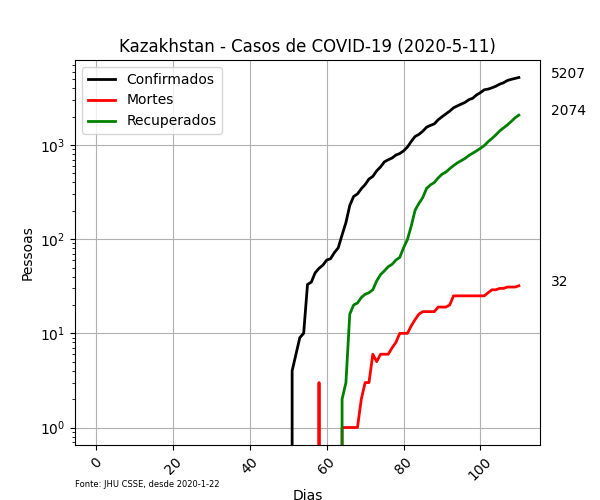 Kazakhstan - Casos de COVID-19 (2020-5-11)
Confirmados
Mortes
Recuperados
5207
2074
32
Pessoas
10³
10²
10¹
10⁰
0
20
40
60
80
100
Dias
Fonte: JHU CSSE, desde 2020-1-22